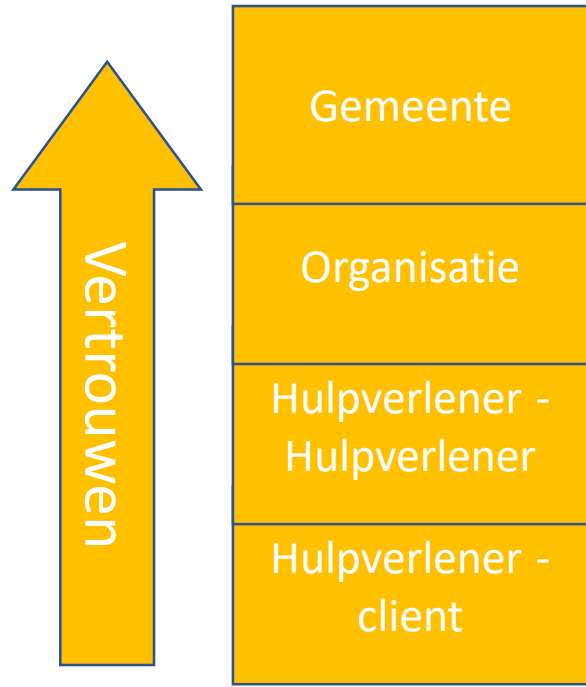 Vertrouwen
Gemeente
Organisatie
Hulpverlener -
Hulpverlener
Hulpverlener -
client